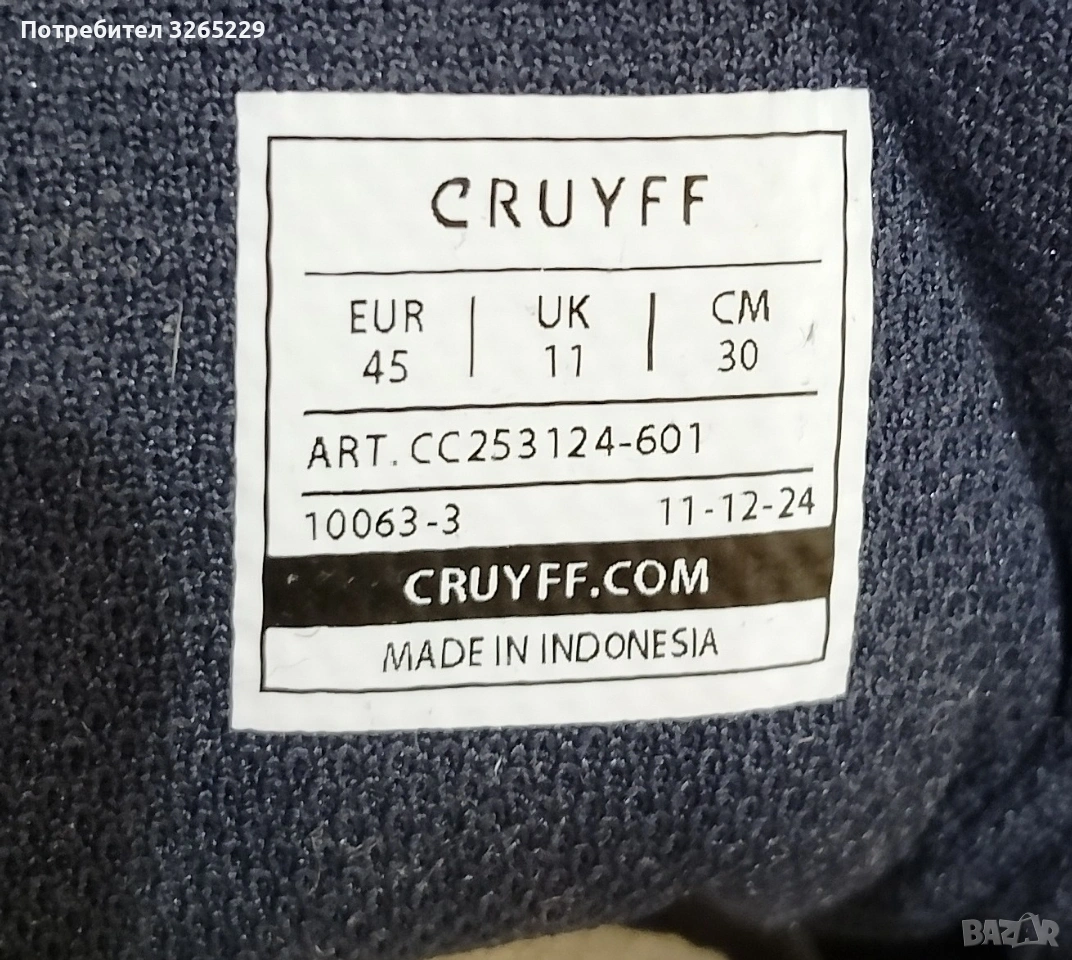 Потребител 3265229
CRUYFF
EUR | UK | CM
45 | 11 | 30
ART. CC253124-601
10063-3 11-12-24
CRUYFF.COM
MADE IN INDONESIA
BAZAR